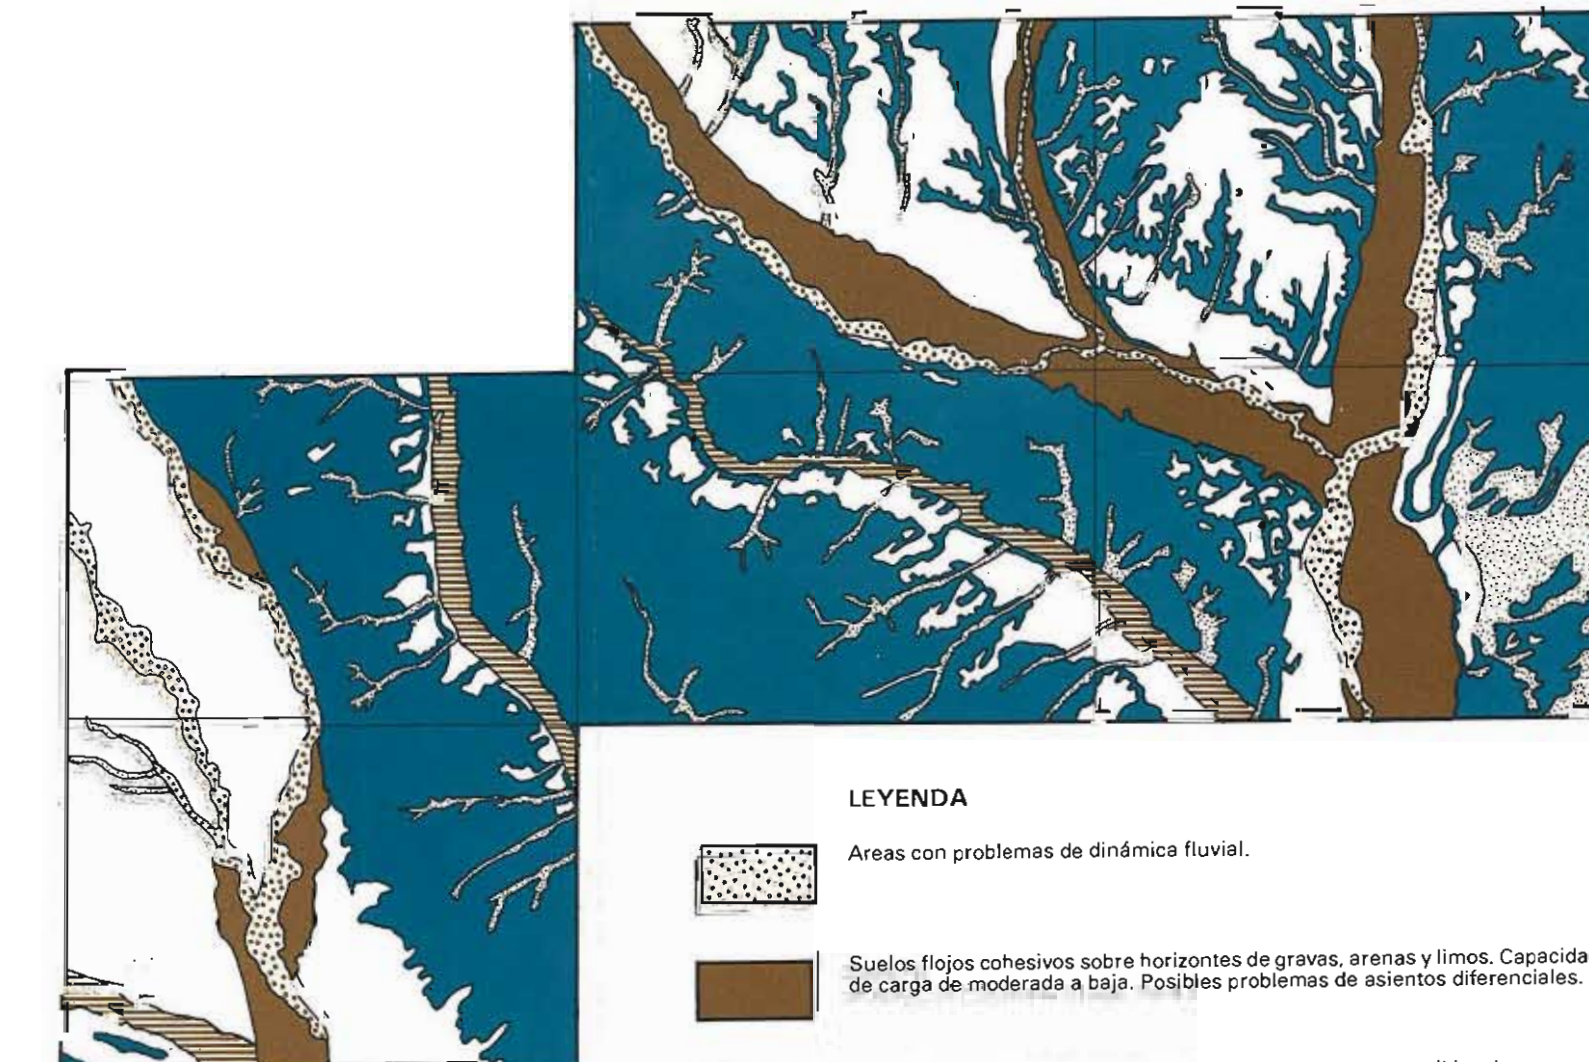 LEYENDA
Areas con problemas de dinámica fluvial.
Suelos flojos cohesivos sobre horizontes de gravas, arenas y limos. Capacida
de carga de moderada a baja. Posibles problemas de asientos diferenciales.